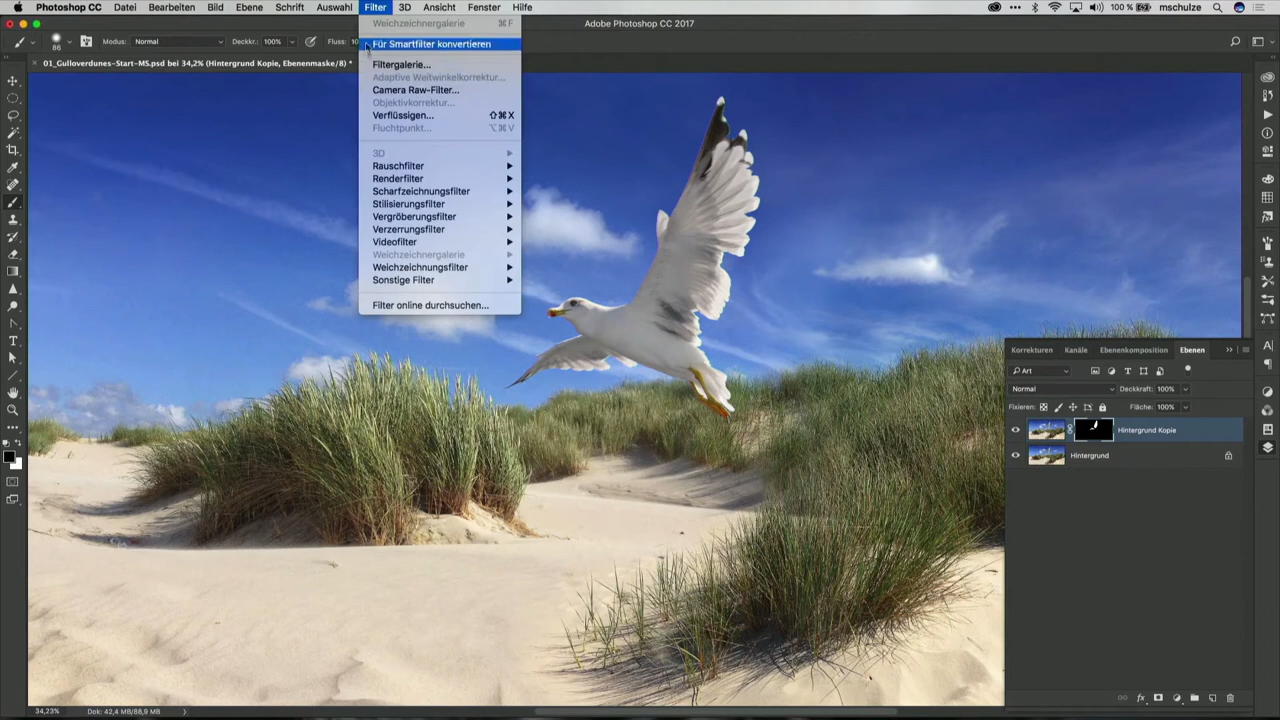 Photoshop CC Datei Bearbeiten Bild Ebene Schrift Auswahl Filter 3D Ansicht Fenster Hilfe 100 % mschulze
Adobe Photoshop CC 2017
86 Modus: Normal Deckkr.: 100% Fluss: 10
01_Gulloverdunes-Start-MS.psd bei 34,2% (Hintergrund Kopie, Ebenenmaske/8) *
Weichzeichnergalerie ⌘F
Für Smartfilter konvertieren
Filtergalerie...
Adaptive Weitwinkelkorrektur...
Camera Raw-Filter...
Objektivkorrektur...
Verflüssigen... ⇧⌘X
Fluchtpunkt... ⌥⌘V
3D
Rauschfilter
Renderfilter
Scharfzeichnungsfilter
Stilisierungsfilter
Vergröberungsfilter
Verzerrungsfilter
Videofilter
Weichzeichnergalerie
Weichzeichnungsfilter
Sonstige Filter
Filter online durchsuchen...
Korrekturen Kanäle Ebenenkomposition Ebenen
Art
Normal Deckkraft: 100%
Fixieren: Fläche: 100%
Hintergrund Kopie
Hintergrund
34,23% Dok: 42,4 MB/88,9 MB